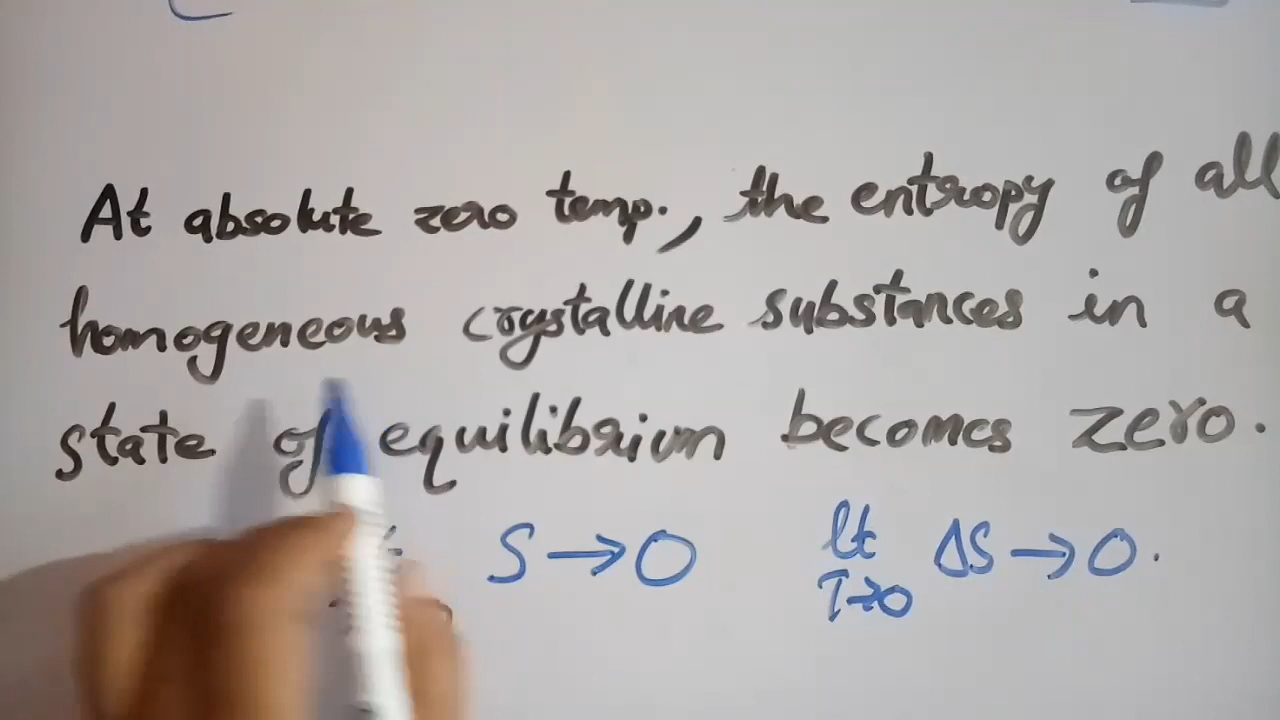 At absolute zero temp., the entropy of all
homogeneous crystalline substances in a
state of equilibrium becomes zero.
S → 0 lt ΔS → 0.
T→0